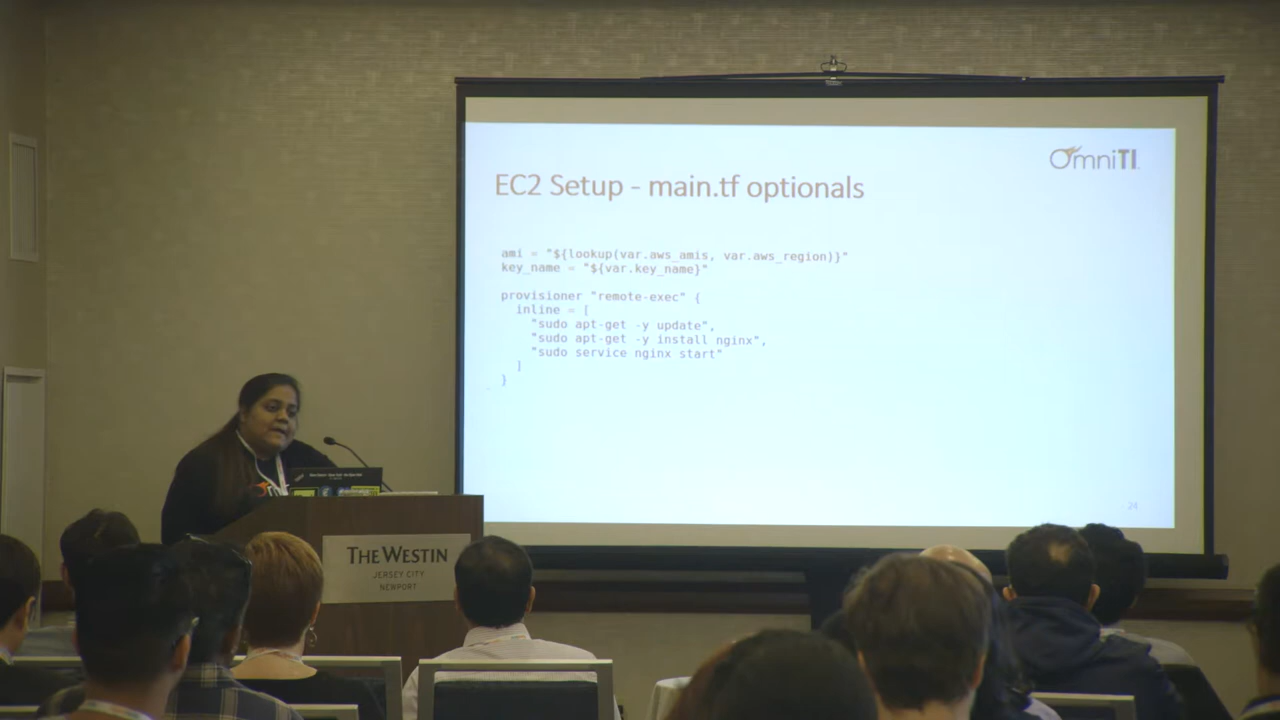 OmniTI
EC2 Setup - main.tf optionals
ami = "${lookup(var.aws_amis, var.aws_region)}"
key_name = "${var.key_name}"
provisioner "remote-exec" {
inline = [
"sudo apt-get -y update",
"sudo apt-get -y install nginx",
"sudo service nginx start"
]
}
24
THE WESTIN
JERSEY CITY
NEWPORT